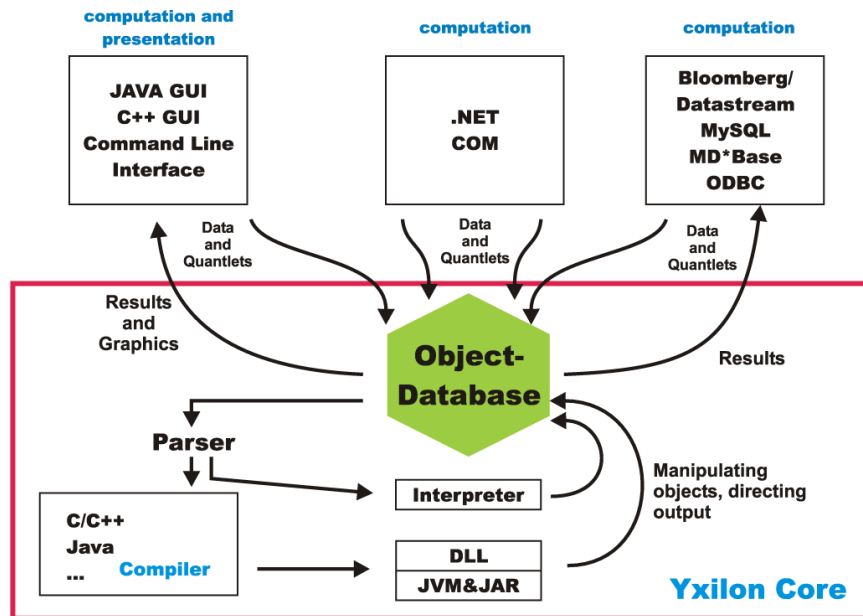 computation and
presentation
computation
computation
JAVA GUI
C++ GUI
Command Line
Interface
.NET
COM
Bloomberg/
Datastream
MySQL
MD*Base
ODBC
Data
and
Quantlets
Data
and
Quantlets
Data
and
Quantlets
Results
and
Graphics
Object-
Database
Results
Parser
Interpreter
Manipulating
objects, directing
output
C/C++
Java
... Compiler
DLL
JVM&JAR
Yxilon Core